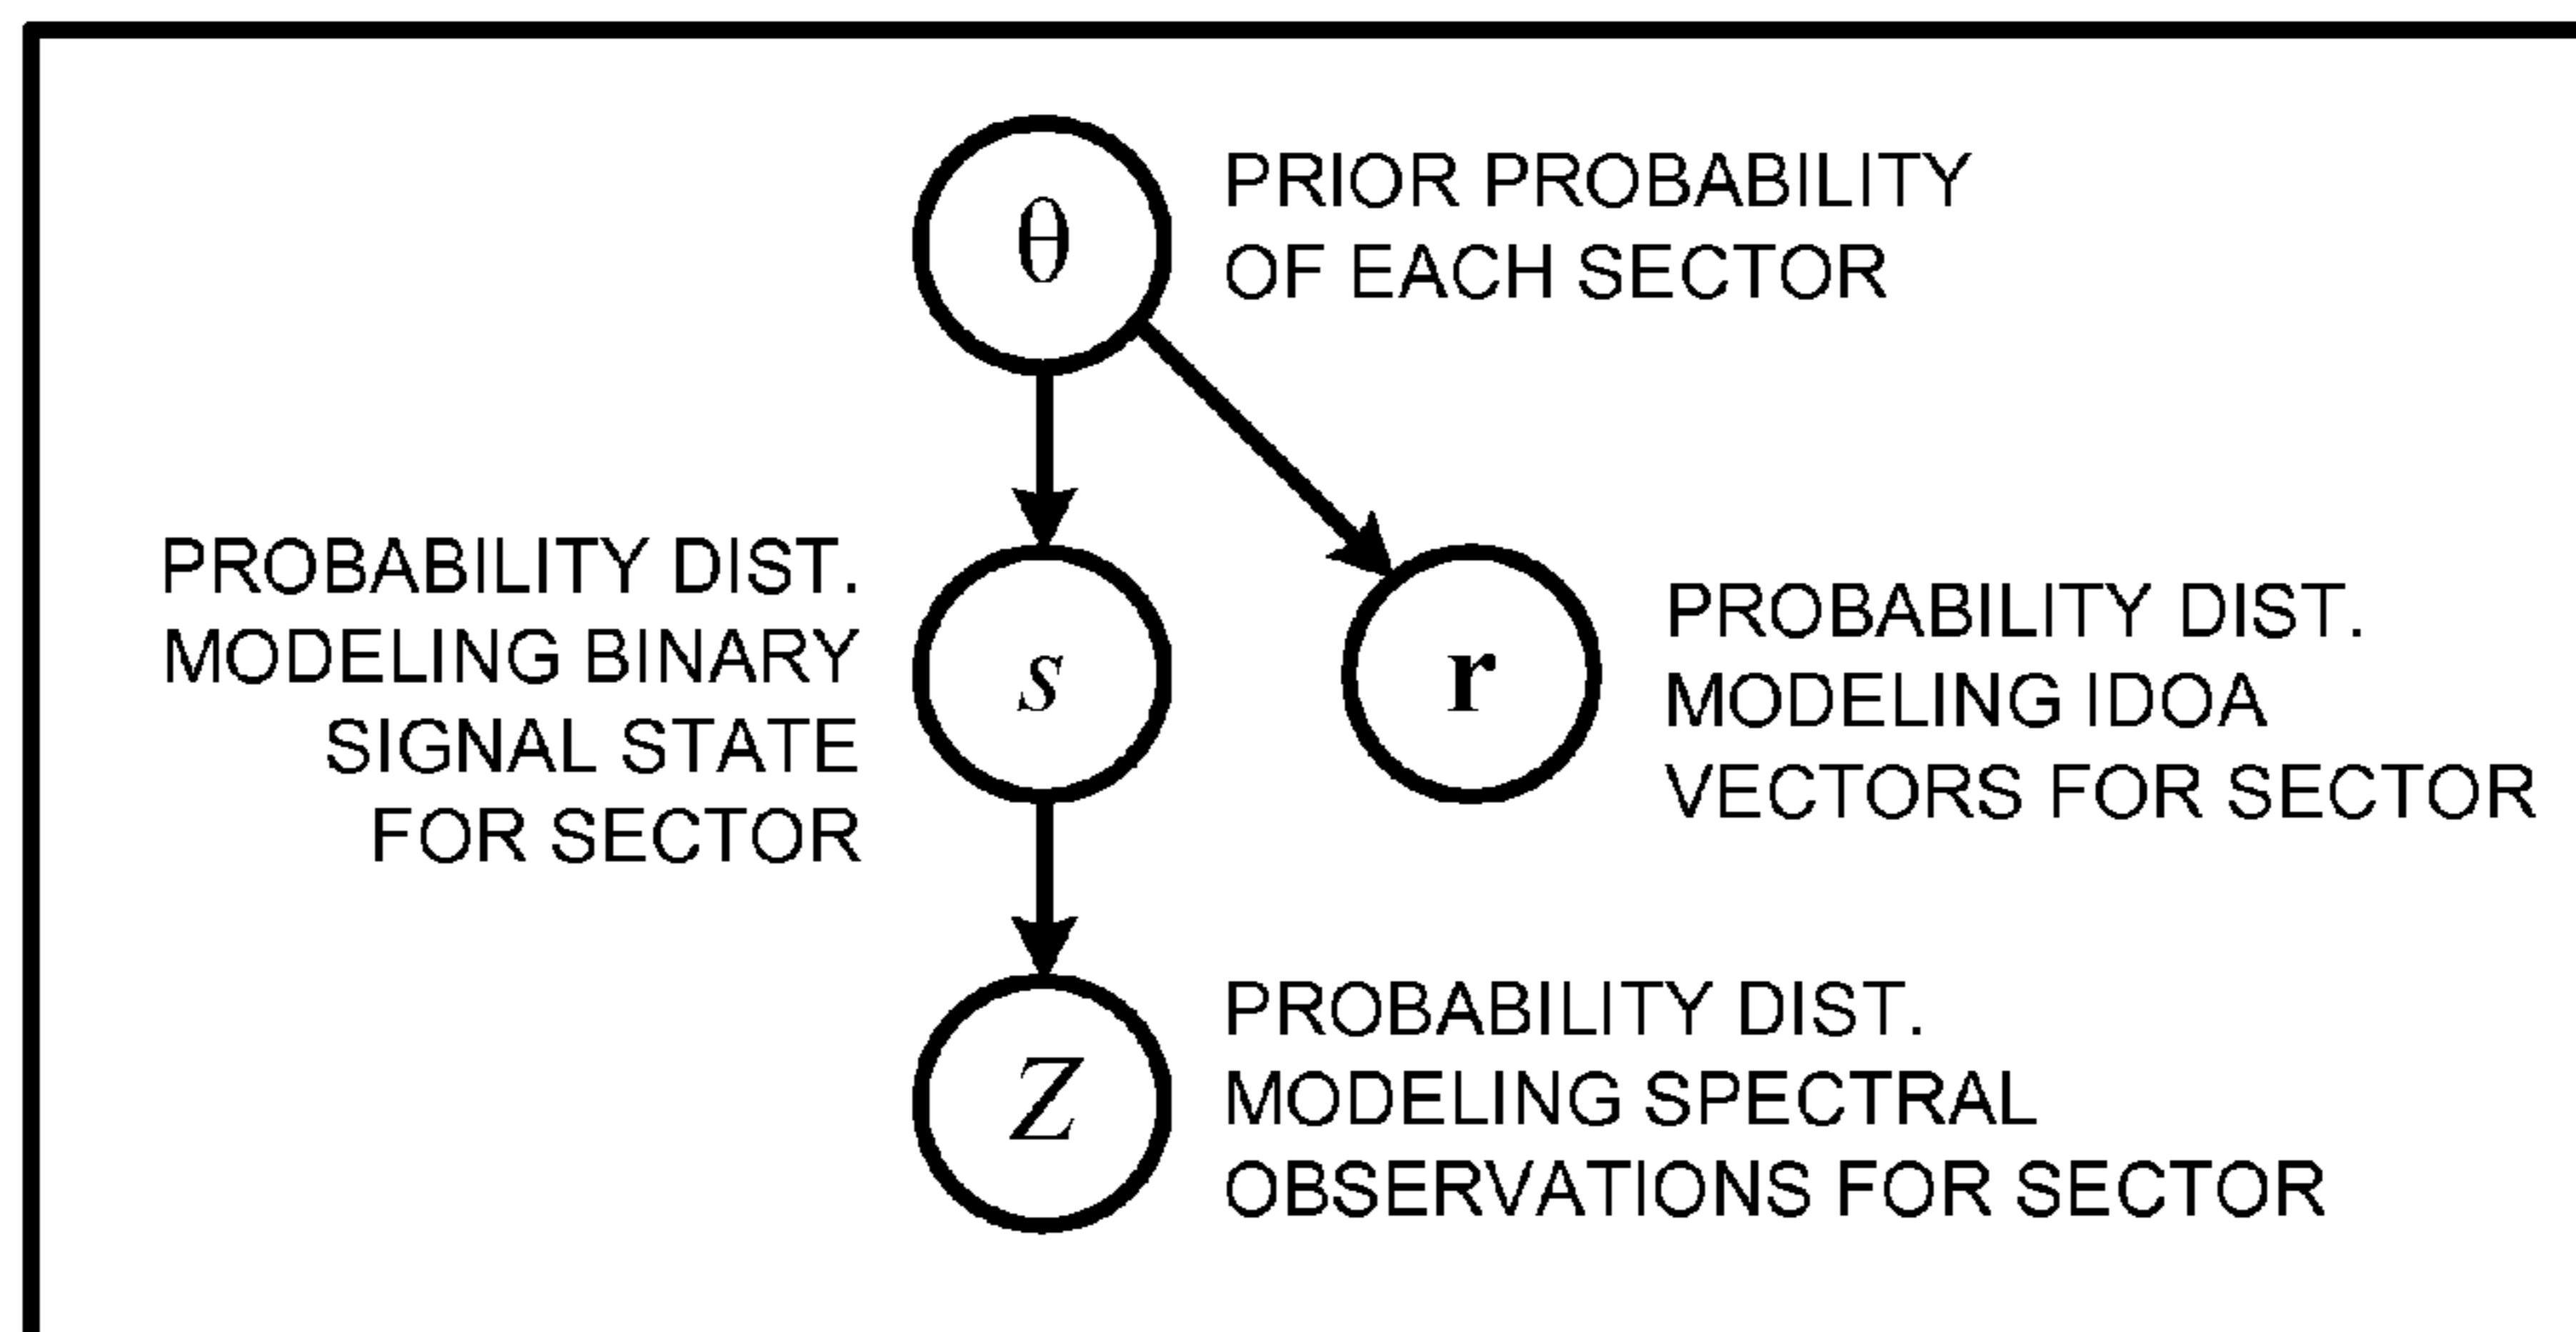 θ
PRIOR PROBABILITY
OF EACH SECTOR
PROBABILITY DIST.
MODELING BINARY
SIGNAL STATE
FOR SECTOR
s
r
PROBABILITY DIST.
MODELING IDOA
VECTORS FOR SECTOR
Z
PROBABILITY DIST.
MODELING SPECTRAL
OBSERVATIONS FOR SECTOR